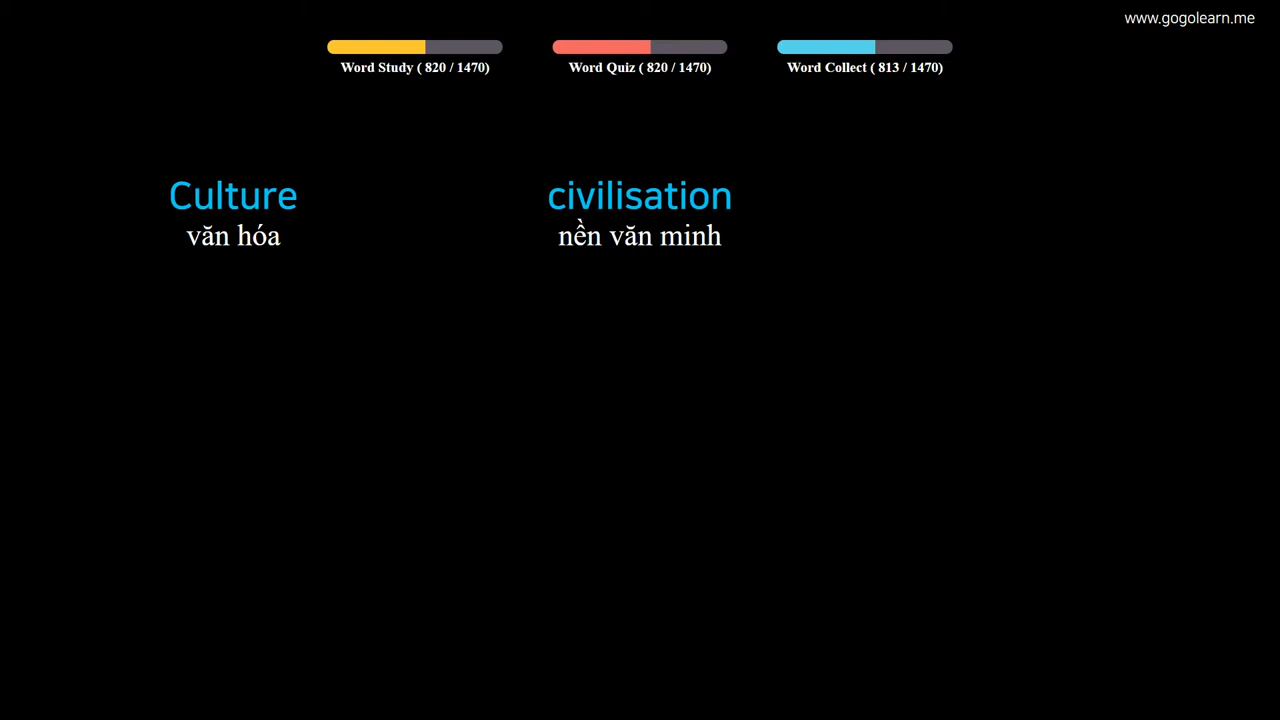 www.gogolearn.me
Word Study ( 820 / 1470)
Word Quiz ( 820 / 1470)
Word Collect ( 813 / 1470)
Culture
văn hóa
civilisation
nền văn minh